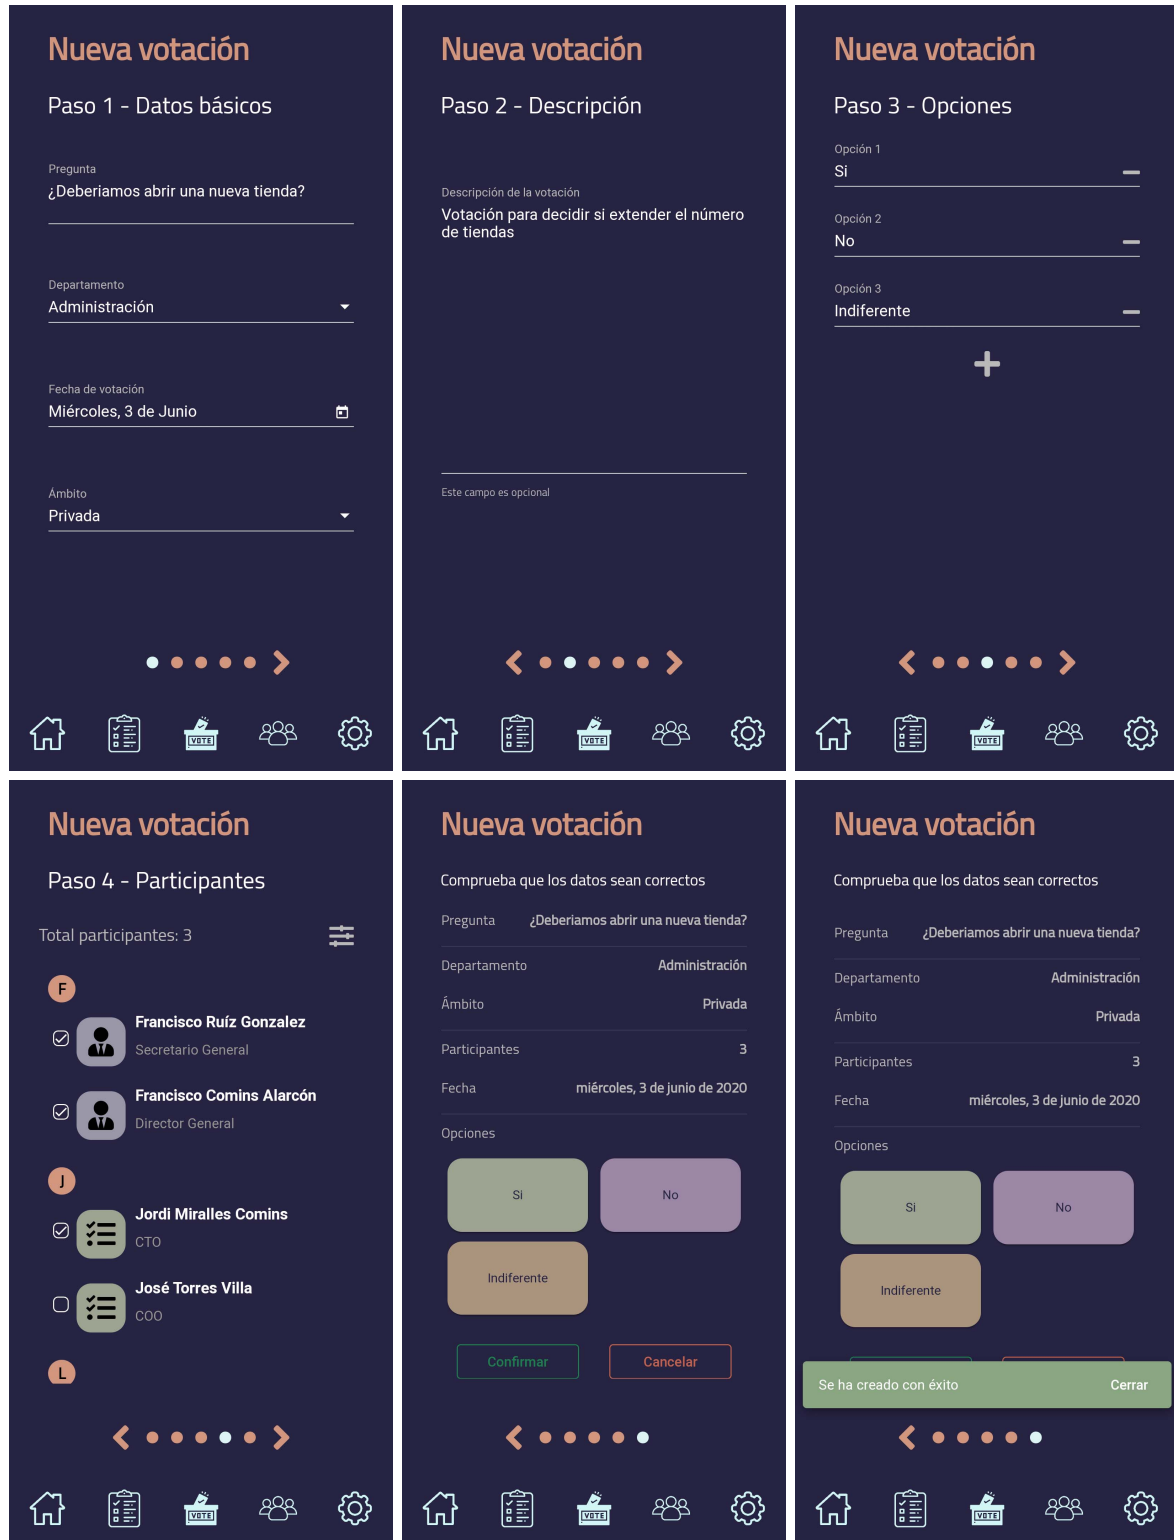 Nueva votación
Paso 1 - Datos básicos
Pregunta
¿Deberiamos abrir una nueva tienda?
Departamento
Administración
Fecha de votación
Miércoles, 3 de Junio
Ámbito
Privada
VOTE
Nueva votación
Paso 2 - Descripción
Descripción de la votación
Votación para decidir si extender el número
de tiendas
Este campo es opcional
VOTE
Nueva votación
Paso 3 - Opciones
Opción 1
Si
Opción 2
No
Opción 3
Indiferente
VOTE
Nueva votación
Paso 4 - Participantes
Total participantes: 3
F
Francisco Ruíz Gonzalez
Secretario General
Francisco Comins Alarcón
Director General
J
Jordi Miralles Comins
CTO
José Torres Villa
COO
L
VOTE
Nueva votación
Comprueba que los datos sean correctos
Pregunta ¿Deberiamos abrir una nueva tienda?
Departamento Administración
Ámbito Privada
Participantes 3
Fecha miércoles, 3 de junio de 2020
Opciones
Si No
Indiferente
Confirmar Cancelar
VOTE
Nueva votación
Comprueba que los datos sean correctos
Pregunta ¿Deberiamos abrir una nueva tienda?
Departamento Administración
Ámbito Privada
Participantes 3
Fecha miércoles, 3 de junio de 2020
Opciones
Si No
Indiferente
Se ha creado con éxito Cerrar
VOTE